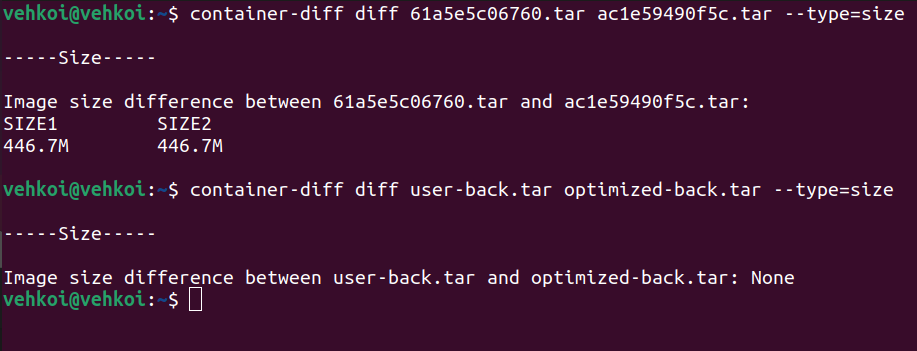 vehkoi@vehkoi:~$ container-diff diff 61a5e5c06760.tar ac1e59490f5c.tar --type=size
-----Size-----
Image size difference between 61a5e5c06760.tar and ac1e59490f5c.tar:
SIZE1        SIZE2
446.7M        446.7M
vehkoi@vehkoi:~$ container-diff diff user-back.tar optimized-back.tar --type=size
-----Size-----
Image size difference between user-back.tar and optimized-back.tar: None
vehkoi@vehkoi:~$